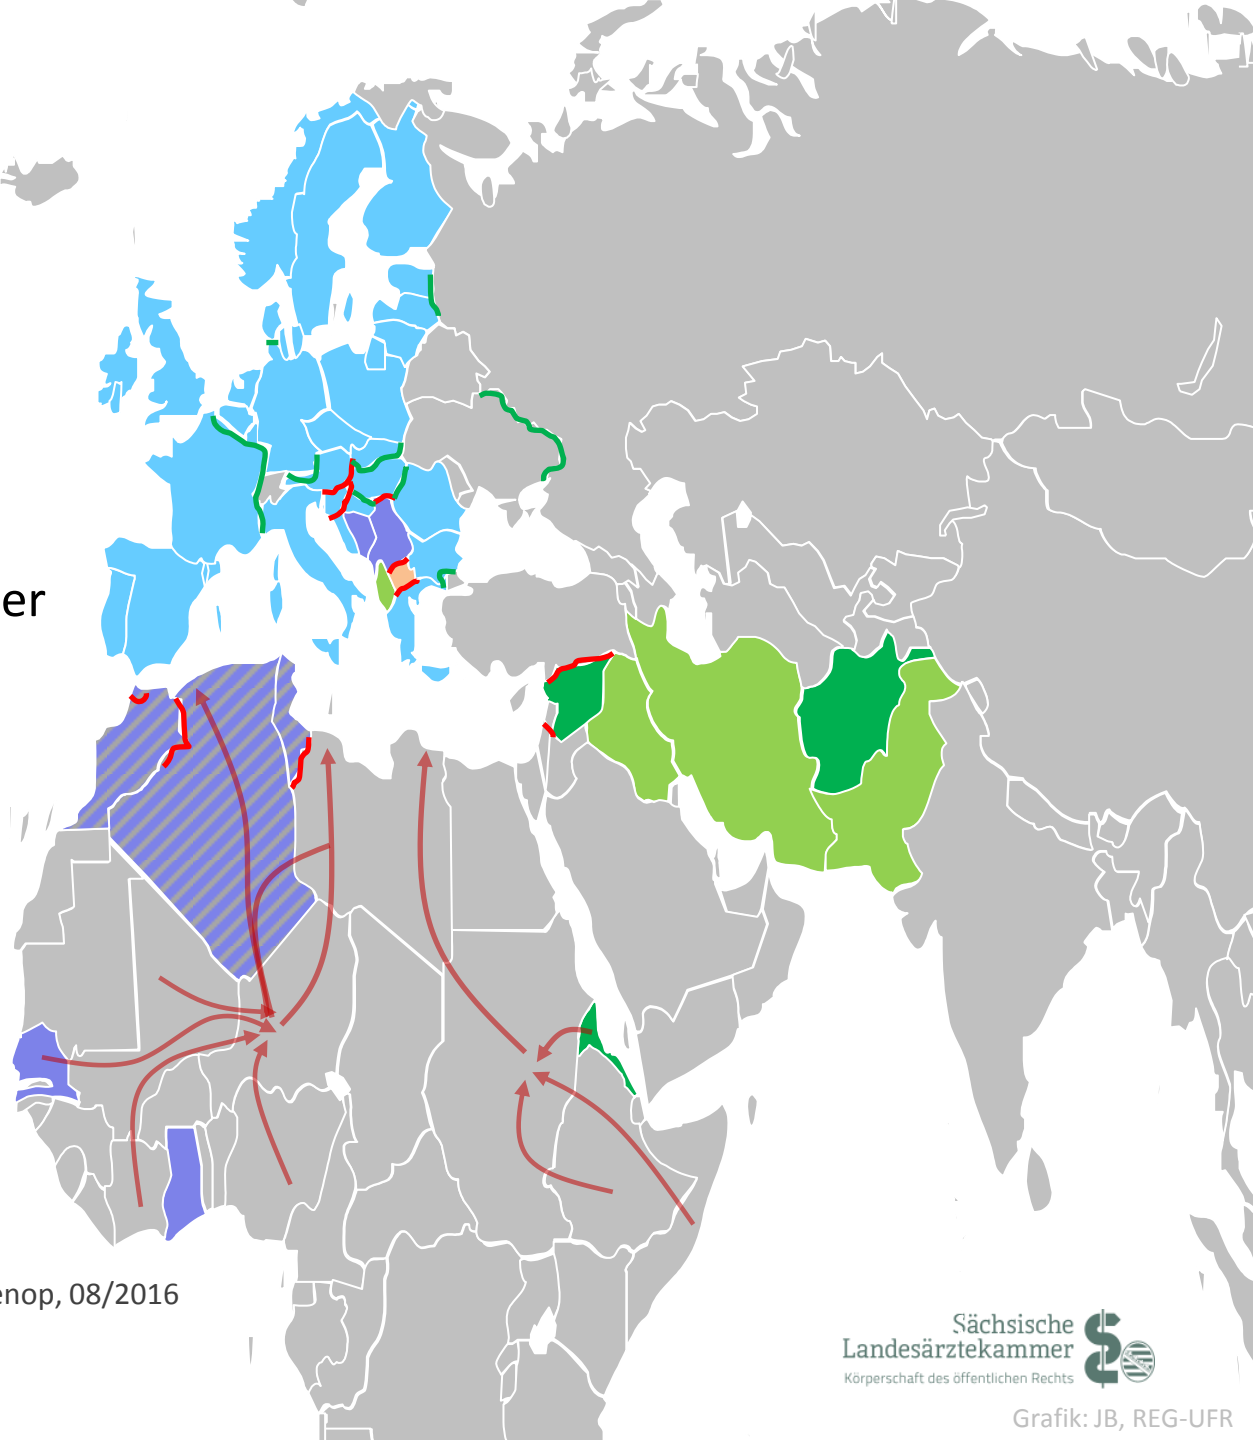 er
enop, 08/2016
Sächsische
Landesärztekammer
Körperschaft des öffentlichen Rechts
Grafik: JB, REG-UFR